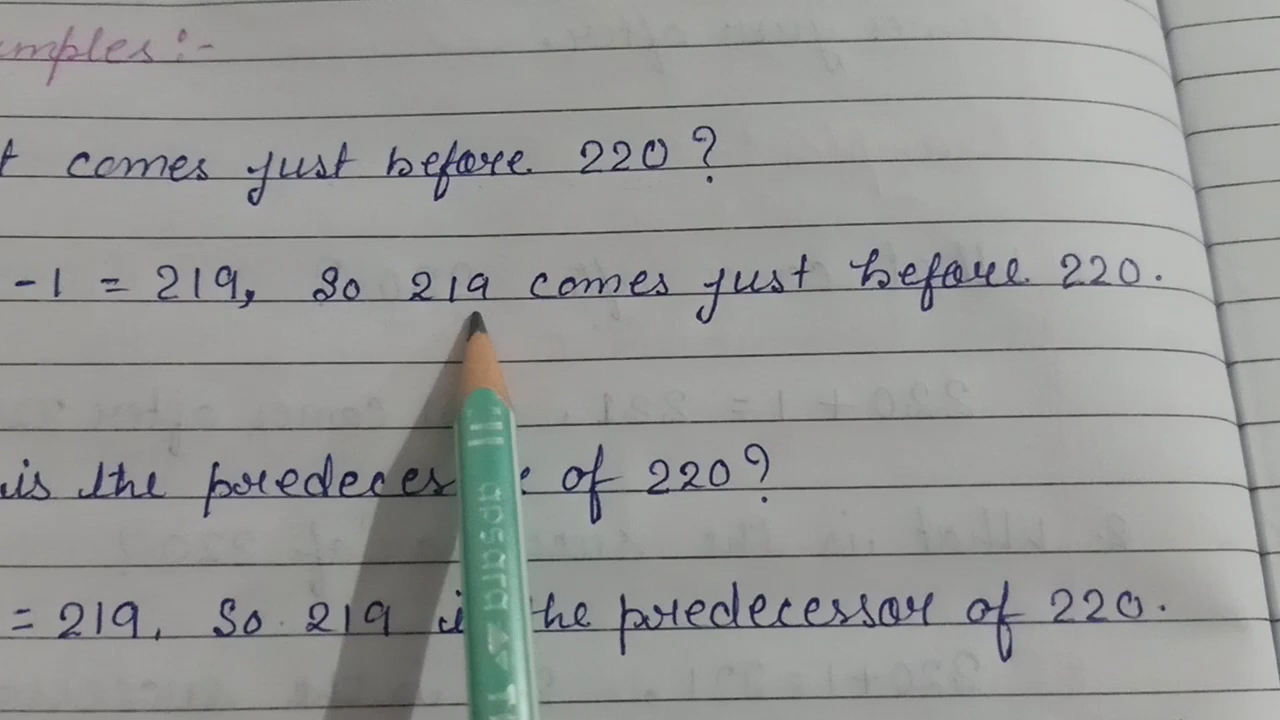 mples:-
t comes just before 220?
-1 = 219, So 219 comes just before 220.
is the predeces of 220?
= 219. So 219 i the predecessor of 220.
apsara